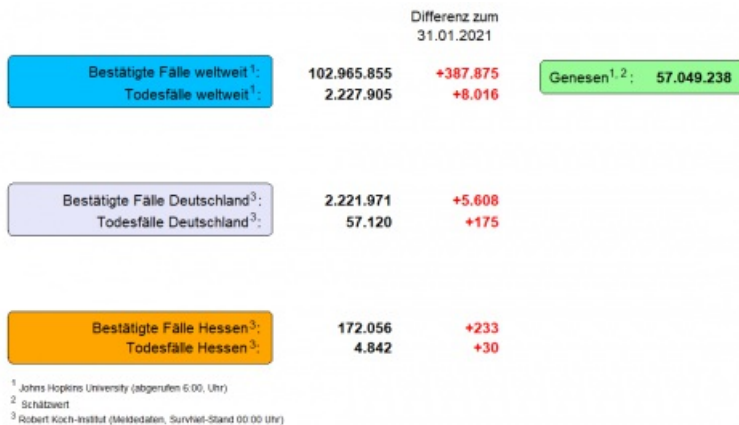 Differenz zum
31.01.2021
Bestätigte Fälle weltweit¹: 102.965.855 +387.875 Genesen¹,²: 57.049.238
Todesfälle weltweit¹: 2.227.905 +8.016
Bestätigte Fälle Deutschland³: 2.221.971 +5.608
Todesfälle Deutschland³: 57.120 +175
Bestätigte Fälle Hessen³: 172.056 +233
Todesfälle Hessen³: 4.842 +30
¹ Johns Hopkins University (abgerufen 6:00, Uhr)
² Schätzwert
³ Robert Koch-Institut (Meldedaten, SurvNet-Stand 00:00 Uhr)